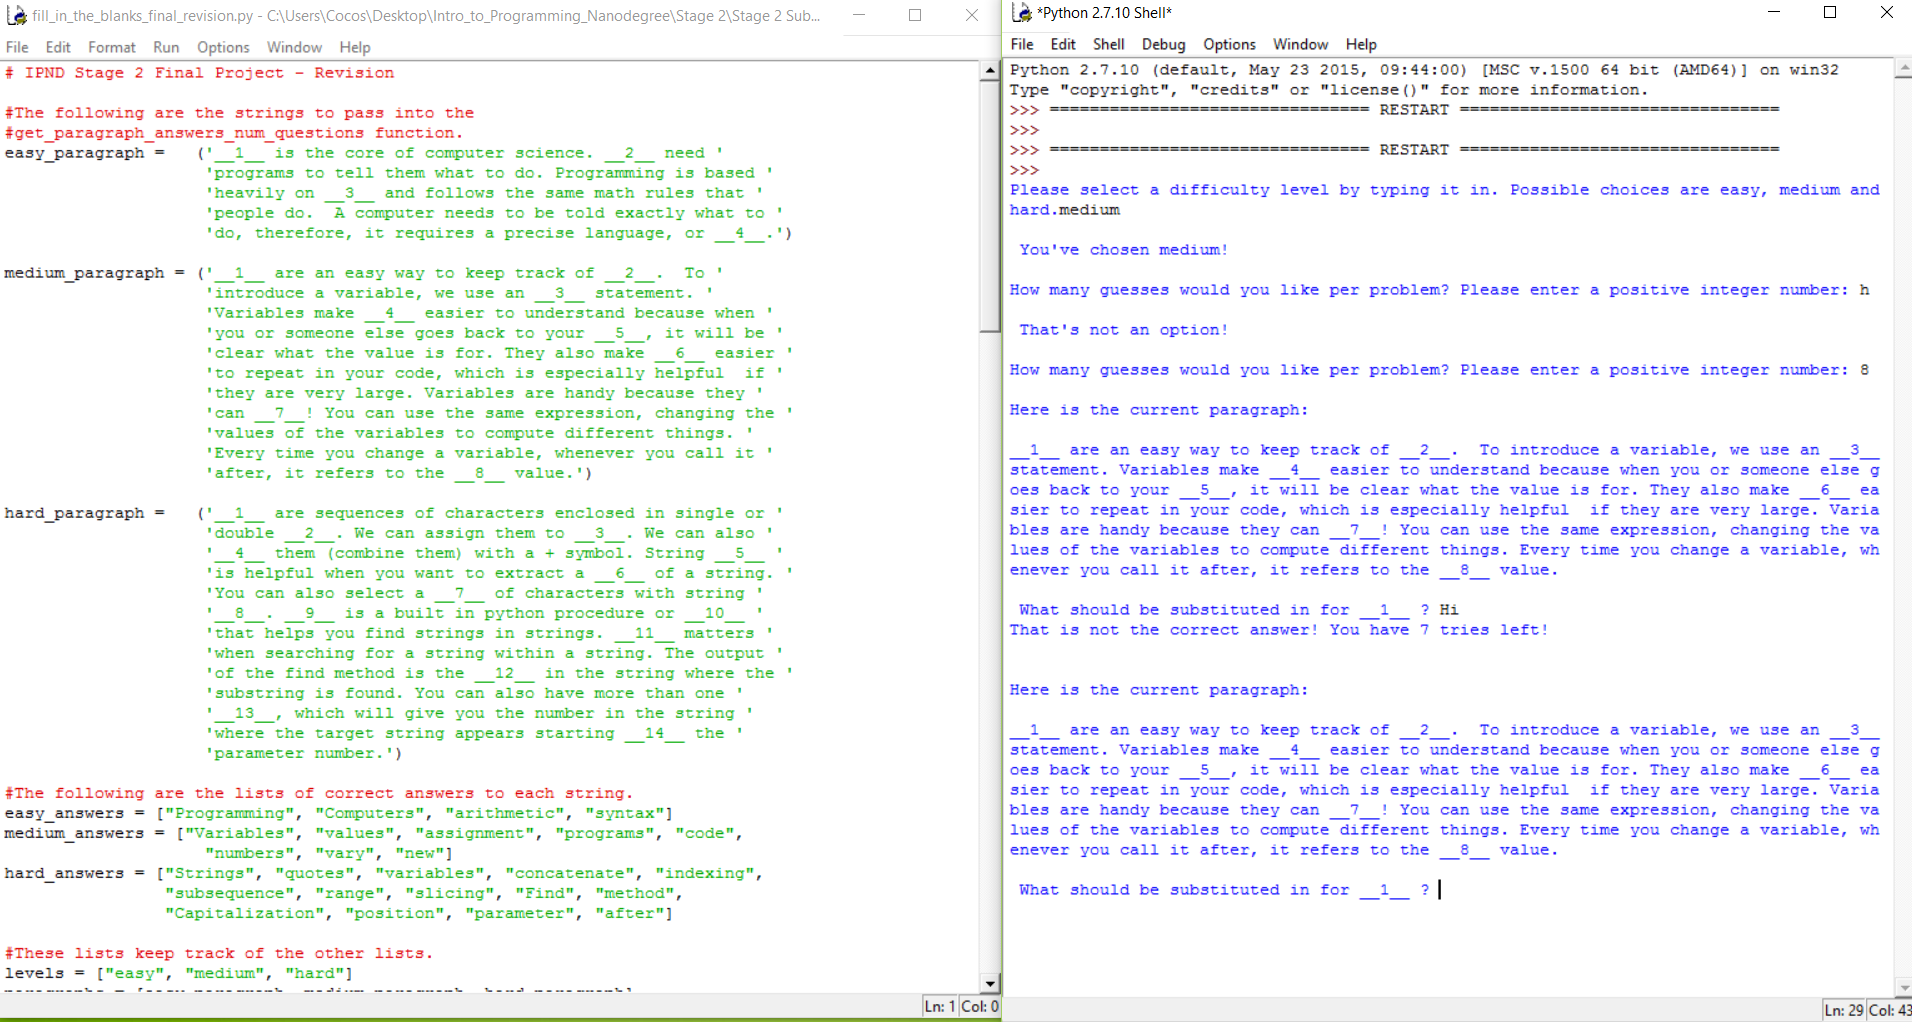 fill_in_the_blanks_final_revision.py - C:\Users\Cocos\Desktop\Intro_to_Programming_Nanodegree\Stage 2\Stage 2 Sub...
File Edit Format Run Options Window Help
# IPND Stage 2 Final Project - Revision
#The following are the strings to pass into the
#get_paragraph_answers_num_questions function.
easy_paragraph =   ('__1__ is the core of computer science. __2__ need '
'programs to tell them what to do. Programming is based '
'heavily on __3__ and follows the same math rules that '
'people do.  A computer needs to be told exactly what to '
'do, therefore, it requires a precise language, or __4__.')
medium_paragraph = ('__1__ are an easy way to keep track of __2__.  To '
'introduce a variable, we use an __3__ statement. '
'Variables make __4__ easier to understand because when '
'you or someone else goes back to your __5__, it will be '
'clear what the value is for. They also make __6__ easier '
'to repeat in your code, which is especially helpful  if '
'they are very large. Variables are handy because they '
'can __7__! You can use the same expression, changing the '
'values of the variables to compute different things. '
'Every time you change a variable, whenever you call it '
'after, it refers to the __8__ value.')
hard_paragraph =   ('__1__ are sequences of characters enclosed in single or '
'double __2__. We can assign them to __3__. We can also '
'__4__ them (combine them) with a + symbol. String __5__ '
'is helpful when you want to extract a __6__ of a string. '
'You can also select a __7__ of characters with string '
'__8__. __9__ is a built in python procedure or __10__ '
'that helps you find strings in strings. __11__ matters '
'when searching for a string within a string. The output '
'of the find method is the __12__ in the string where the '
'substring is found. You can also have more than one '
'__13__, which will give you the number in the string '
'where the target string appears starting __14__ the '
'parameter number.')
#The following are the lists of correct answers to each string.
easy_answers = ["Programming", "Computers", "arithmetic", "syntax"]
medium_answers = ["Variables", "values", "assignment", "programs", "code",
"numbers", "vary", "new"]
hard_answers = ["Strings", "quotes", "variables", "concatenate", "indexing",
"subsequence", "range", "slicing", "Find", "method",
"Capitalization", "position", "parameter", "after"]
#These lists keep track of the other lists.
levels = ["easy", "medium", "hard"]
paragraphs = [easy_paragraph, medium_paragraph, hard_paragraph]
Ln: 1 Col: 0
*Python 2.7.10 Shell*
File Edit Shell Debug Options Window Help
Python 2.7.10 (default, May 23 2015, 09:44:00) [MSC v.1500 64 bit (AMD64)] on win32
Type "copyright", "credits" or "license()" for more information.
>>> ================================ RESTART ================================
>>>
>>> ================================ RESTART ================================
>>>
Please select a difficulty level by typing it in. Possible choices are easy, medium and
hard.medium
You've chosen medium!
How many guesses would you like per problem? Please enter a positive integer number: h
That's not an option!
How many guesses would you like per problem? Please enter a positive integer number: 8
Here is the current paragraph:
__1__ are an easy way to keep track of __2__.  To introduce a variable, we use an __3__
statement. Variables make __4__ easier to understand because when you or someone else g
oes back to your __5__, it will be clear what the value is for. They also make __6__ ea
sier to repeat in your code, which is especially helpful  if they are very large. Varia
bles are handy because they can __7__! You can use the same expression, changing the va
lues of the variables to compute different things. Every time you change a variable, wh
enever you call it after, it refers to the __8__ value.
What should be substituted in for __1__ ? Hi
That is not the correct answer! You have 7 tries left!
Here is the current paragraph:
__1__ are an easy way to keep track of __2__.  To introduce a variable, we use an __3__
statement. Variables make __4__ easier to understand because when you or someone else g
oes back to your __5__, it will be clear what the value is for. They also make __6__ ea
sier to repeat in your code, which is especially helpful  if they are very large. Varia
bles are handy because they can __7__! You can use the same expression, changing the va
lues of the variables to compute different things. Every time you change a variable, wh
enever you call it after, it refers to the __8__ value.
What should be substituted in for __1__ ?
Ln: 29 Col: 43